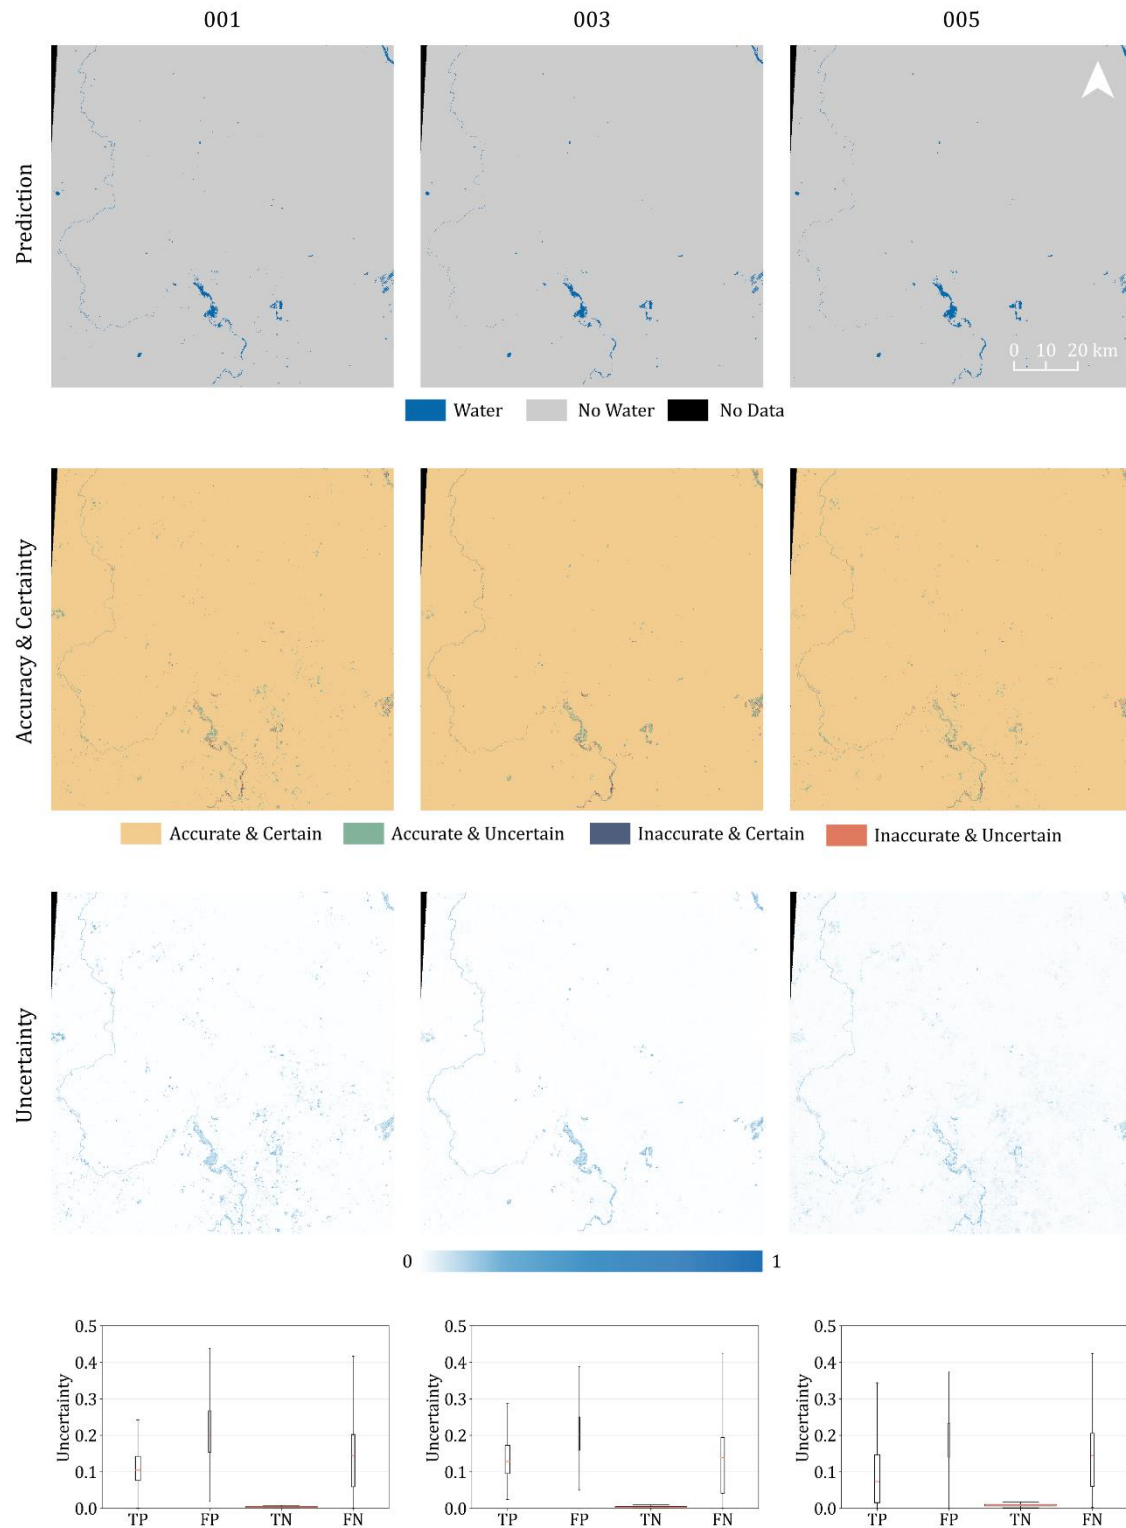 001 003 005
Prediction
0 10 20 km
Water No Water No Data
Accuracy & Certainty
Accurate & Certain Accurate & Uncertain Inaccurate & Certain Inaccurate & Uncertain
Uncertainty
0 1
0.5 0.5 0.5
0.4 0.4 0.4
0.3 0.3 0.3
Uncertainty Uncertainty Uncertainty
0.2 0.2 0.2
0.1 0.1 0.1
0.0 0.0 0.0
TP FP TN FN TP FP TN FN TP FP TN FN